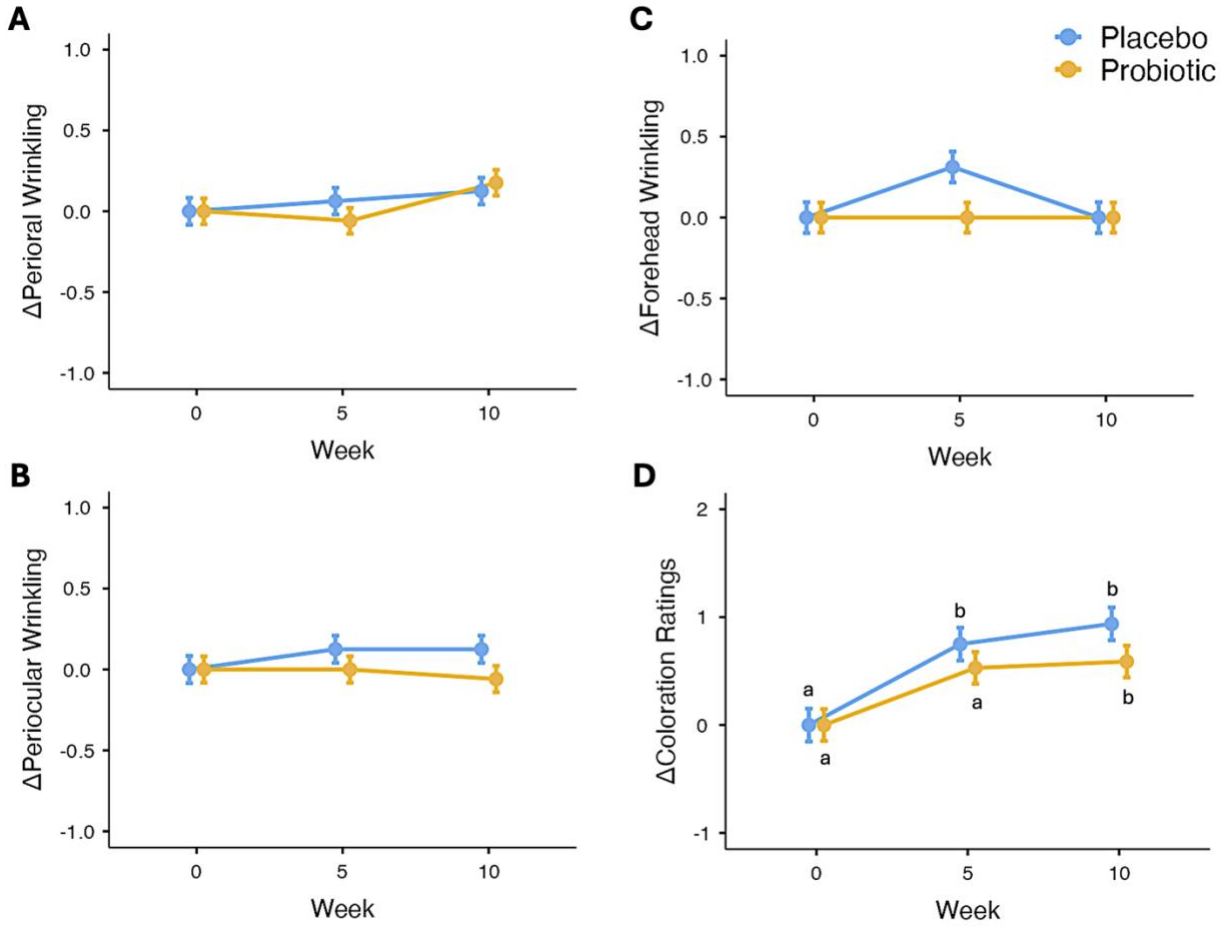 A
1.0
0.5
0.0
-0.5
-1.0
ΔPerioral Wrinkling
0 5 10
Week
B
1.0
0.5
0.0
-0.5
-1.0
ΔPeriocular Wrinkling
0 5 10
Week
C
Placebo
Probiotic
1.0
0.5
0.0
-0.5
-1.0
ΔForehead Wrinkling
0 5 10
Week
D
2
1
0
-1
ΔColoration Ratings
a
a
b
a
b
b
0 5 10
Week